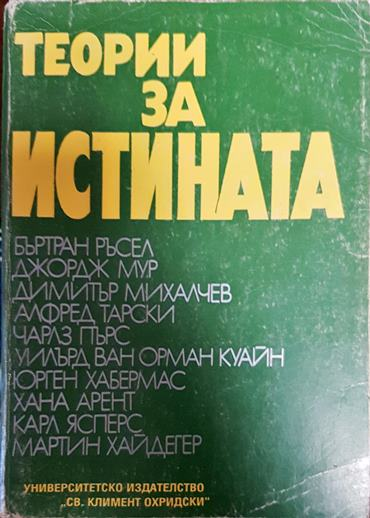 ТЕОРИИ
ЗА
ИСТИНАТА
БЪРТРАН РЪСЕЛ
ДЖОРДЖ МУР
ДИМИТЪР МИХАЛЧЕВ
АЛФРЕД ТАРСКИ
ЧАРЛЗ ПЪРС
УИЛЪРД ВАН ОРМАН КУАЙН
ЮРГЕН ХАБЕРМАС
ХАНА АРЕНТ
КАРЛ ЯСПЕРС
МАРТИН ХАЙДЕГЕР
УНИВЕРСИТЕТСКО ИЗДАТЕЛСТВО
„СВ. КЛИМЕНТ ОХРИДСКИ"